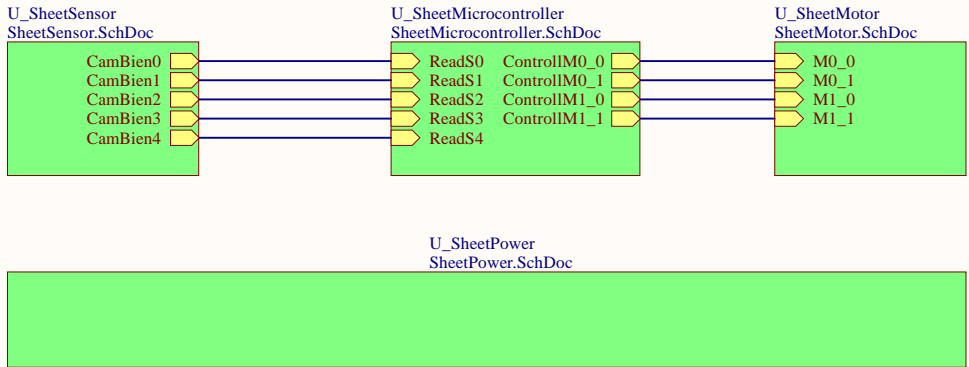 U_SheetSensor
SheetSensor.SchDoc
CamBien0
CamBien1
CamBien2
CamBien3
CamBien4
U_SheetMicrocontroller
SheetMicrocontroller.SchDoc
ReadS0 ControllM0_0
ReadS1 ControllM0_1
ReadS2 ControllM1_0
ReadS3 ControllM1_1
ReadS4
U_SheetMotor
SheetMotor.SchDoc
M0_0
M0_1
M1_0
M1_1
U_SheetPower
SheetPower.SchDoc